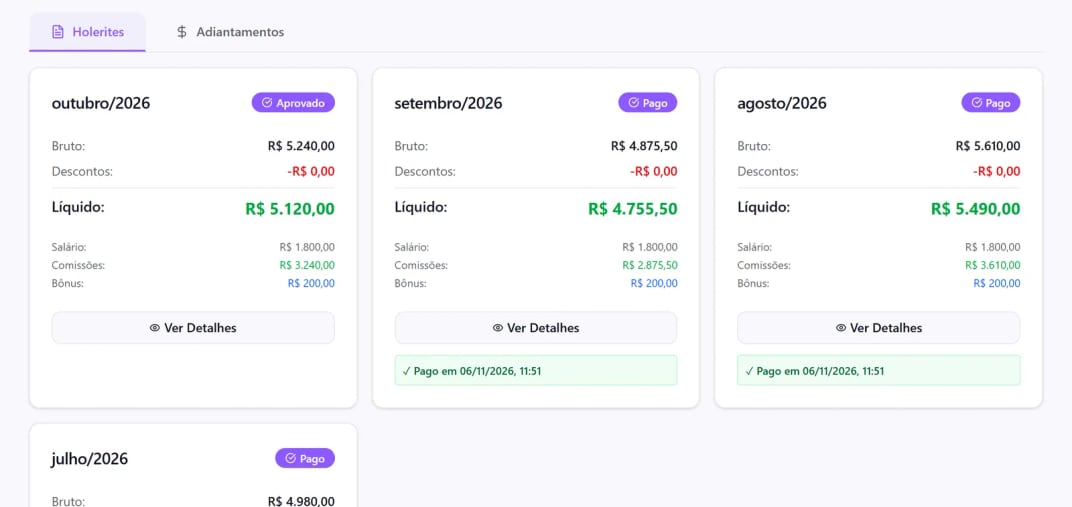 Holerites
Adiantamentos
outubro/2026
Aprovado
Bruto: R$ 5.240,00
Descontos: -R$ 0,00
Líquido: R$ 5.120,00
Salário: R$ 1.800,00
Comissões: R$ 3.240,00
Bônus: R$ 200,00
Ver Detalhes
setembro/2026
Pago
Bruto: R$ 4.875,50
Descontos: -R$ 0,00
Líquido: R$ 4.755,50
Salário: R$ 1.800,00
Comissões: R$ 2.875,50
Bônus: R$ 200,00
Ver Detalhes
✓ Pago em 06/11/2026, 11:51
agosto/2026
Pago
Bruto: R$ 5.610,00
Descontos: -R$ 0,00
Líquido: R$ 5.490,00
Salário: R$ 1.800,00
Comissões: R$ 3.610,00
Bônus: R$ 200,00
Ver Detalhes
✓ Pago em 06/11/2026, 11:51
julho/2026
Pago
Bruto: R$ 4.980,00